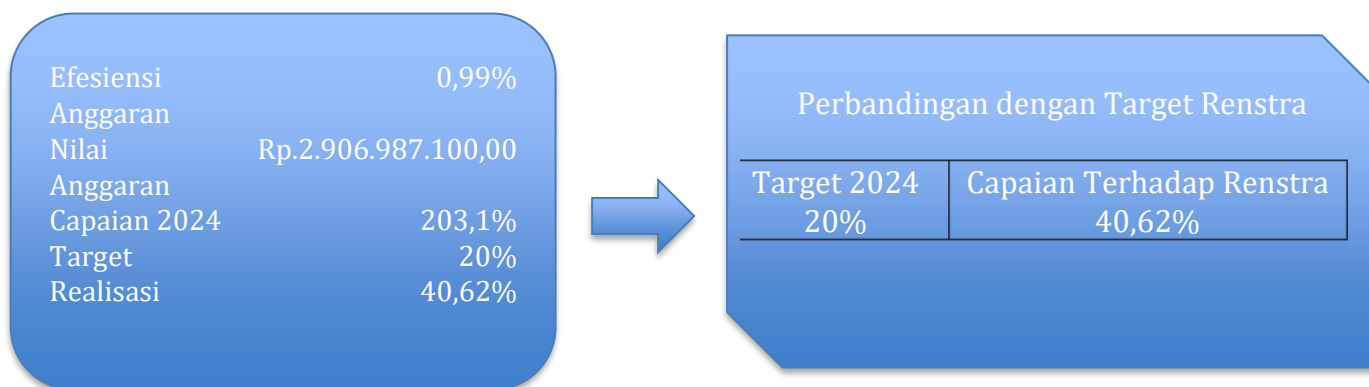 Efesiensi 0,99%
Anggaran
Nilai Rp.2.906.987.100,00
Anggaran
Capaian 2024 203,1%
Target 20%
Realisasi 40,62%
Perbandingan dengan Target Renstra
Target 2024 Capaian Terhadap Renstra
20% 40,62%